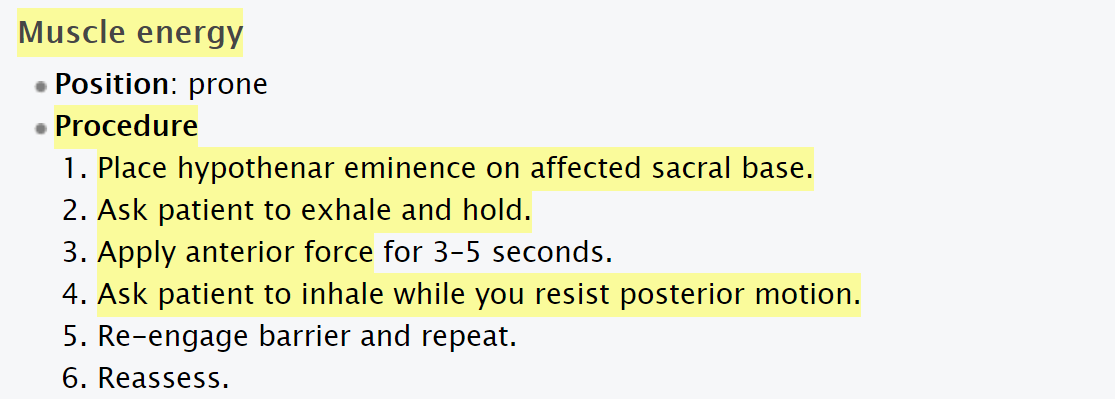 Muscle energy
Position: prone
Procedure
1. Place hypothenar eminence on affected sacral base.
2. Ask patient to exhale and hold.
3. Apply anterior force for 3–5 seconds.
4. Ask patient to inhale while you resist posterior motion.
5. Re-engage barrier and repeat.
6. Reassess.